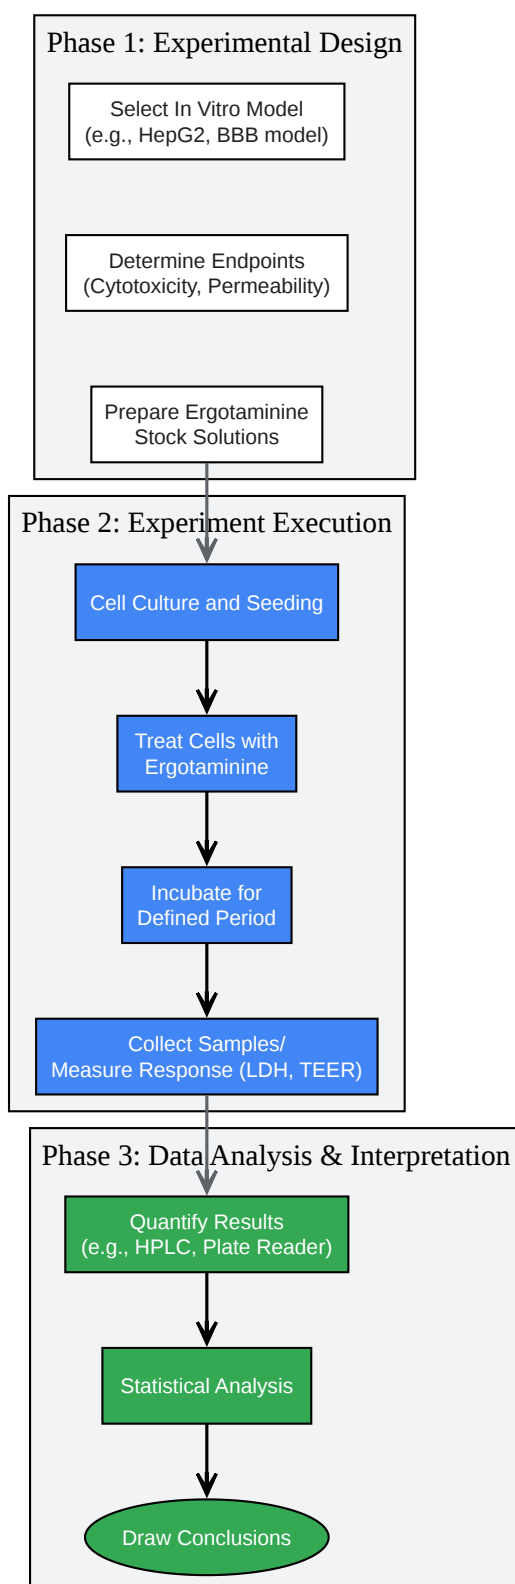 Phase 1: Experimental Design
Select In Vitro Model
(e.g., HepG2, BBB model)
Determine Endpoints
(Cytotoxicity, Permeability)
Prepare Ergotaminine
Stock Solutions
Phase 2: Experiment Execution
Cell Culture and Seeding
Treat Cells with
Ergotaminine
Incubate for
Defined Period
Collect Samples/
Measure Response (LDH, TEER)
Phase 3: Data Analysis & Interpretation
Quantify Results
(e.g., HPLC, Plate Reader)
Statistical Analysis
Draw Conclusions